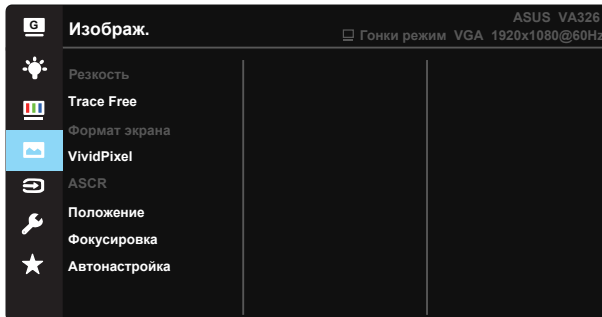 G
Изображ.
ASUS VA326
Гонки режим VGA 1920x1080@60Hz
Резкость
Trace Free
Формат экрана
VividPixel
ASCR
Положение
Фокусировка
Автонастройка